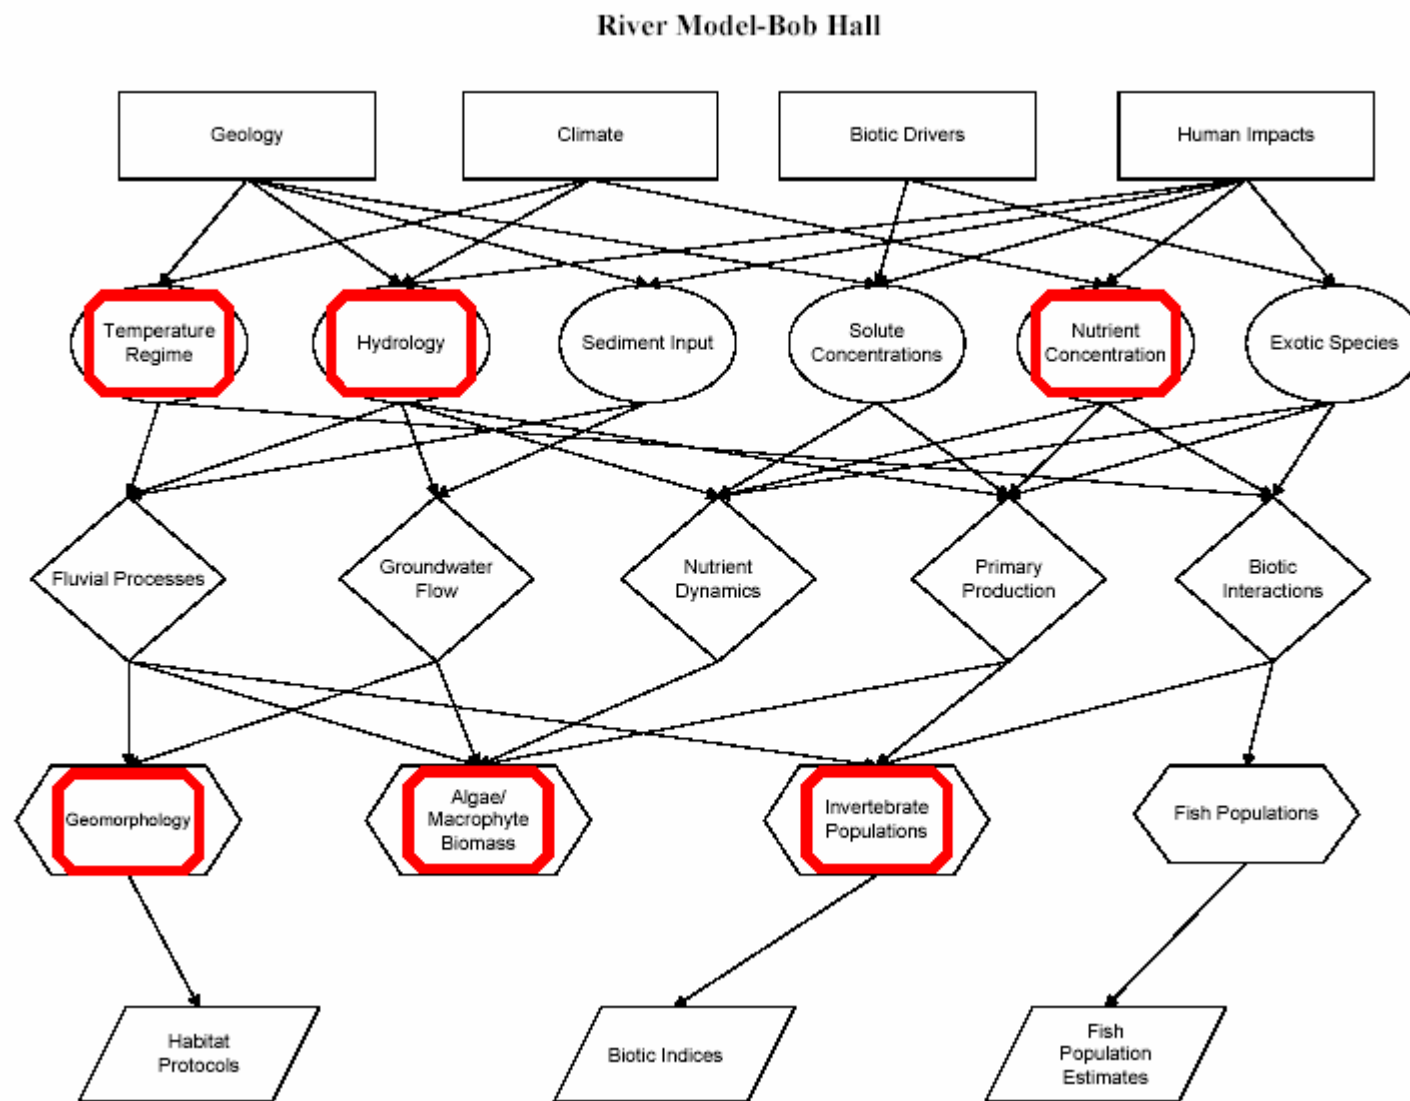 River Model-Bob Hall
Geology
Climate
Biotic Drivers
Human Impacts
Temperature
Regime
Hydrology
Sediment Input
Solute
Concentrations
Nutrient
Concentration
Exotic Species
Fluvial Processes
Groundwater
Flow
Nutrient
Dynamics
Primary
Production
Biotic
Interactions
Geomorphology
Algae/
Macrophyte
Biomass
Invertebrate
Populations
Fish Populations
Habitat
Protocols
Biotic Indices
Fish
Population
Estimates